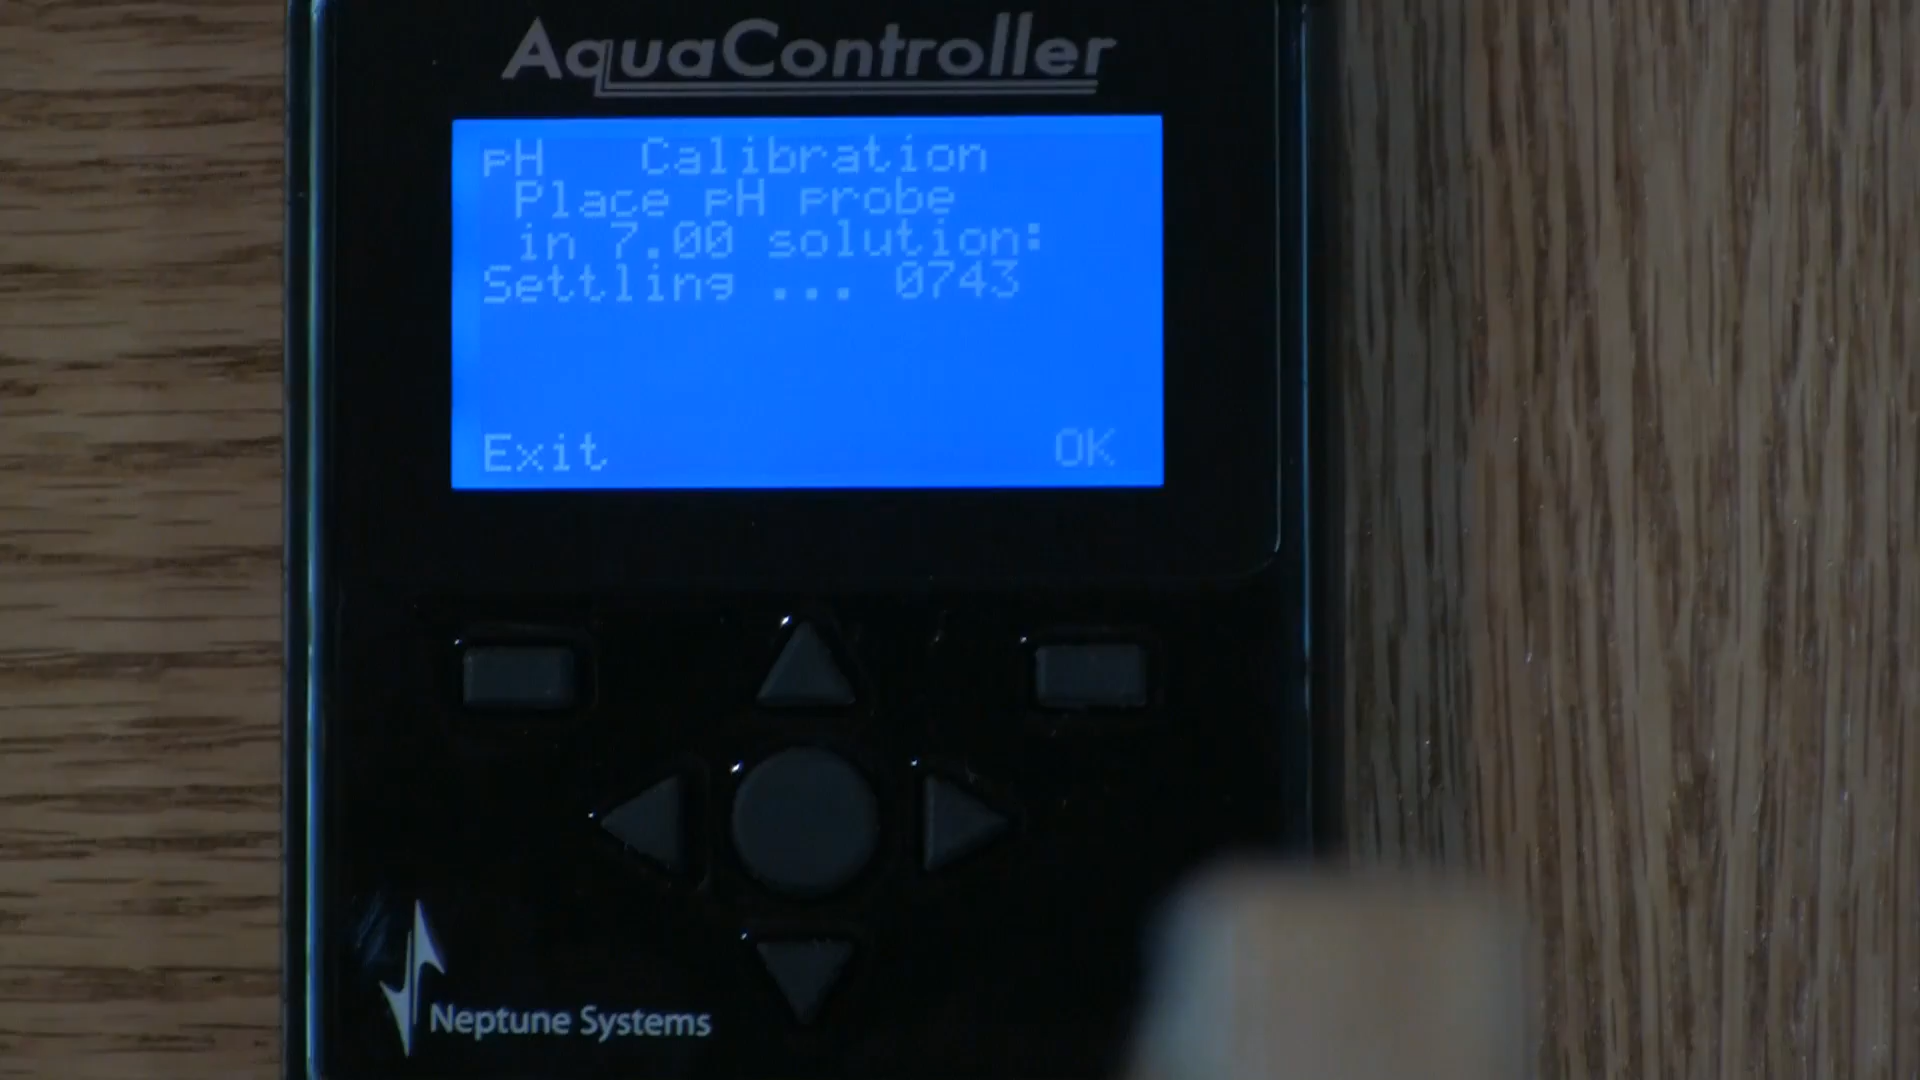 AquaController
pH Calibration
Place pH probe
in 7.00 solution:
Settling ... 0743
Exit OK
Neptune Systems